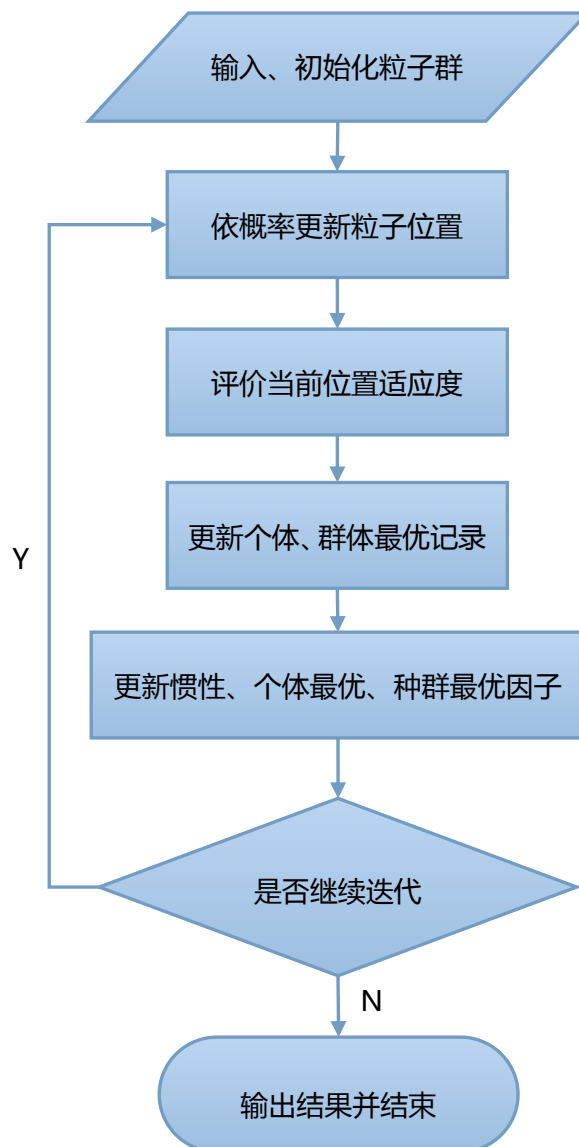 输入、初始化粒子群
依概率更新粒子位置
评价当前位置适应度
更新个体、群体最优记录
Y
更新惯性、个体最优、种群最优因子
是否继续迭代
N
输出结果并结束